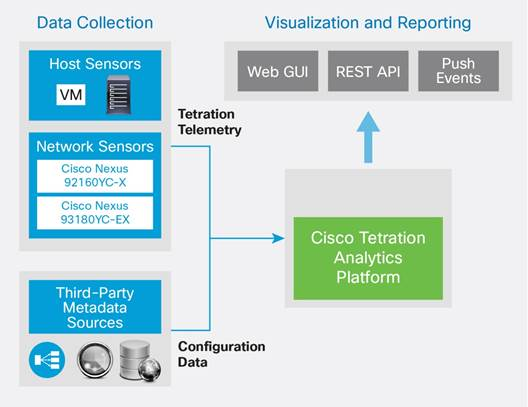 Data Collection
Visualization and Reporting
Host Sensors
VM
Network Sensors
Cisco Nexus
92160YC-X
Cisco Nexus
93180YC-EX
Third-Party
Metadata
Sources
Tetration
Telemetry
Configuration
Data
Web GUI
REST API
Push
Events
Cisco Tetration
Analytics
Platform